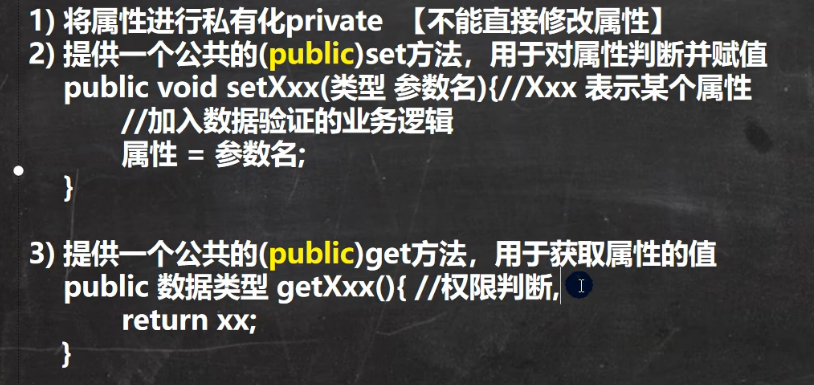 1) 将属性进行私有化private 【不能直接修改属性】
2) 提供一个公共的(public)set方法，用于对属性判断并赋值
public void setXxx(类型 参数名){//Xxx 表示某个属性
//加入数据验证的业务逻辑
属性 = 参数名;
}
3) 提供一个公共的(public)get方法，用于获取属性的值
public 数据类型 getXxx(){ //权限判断,
return xx;
}